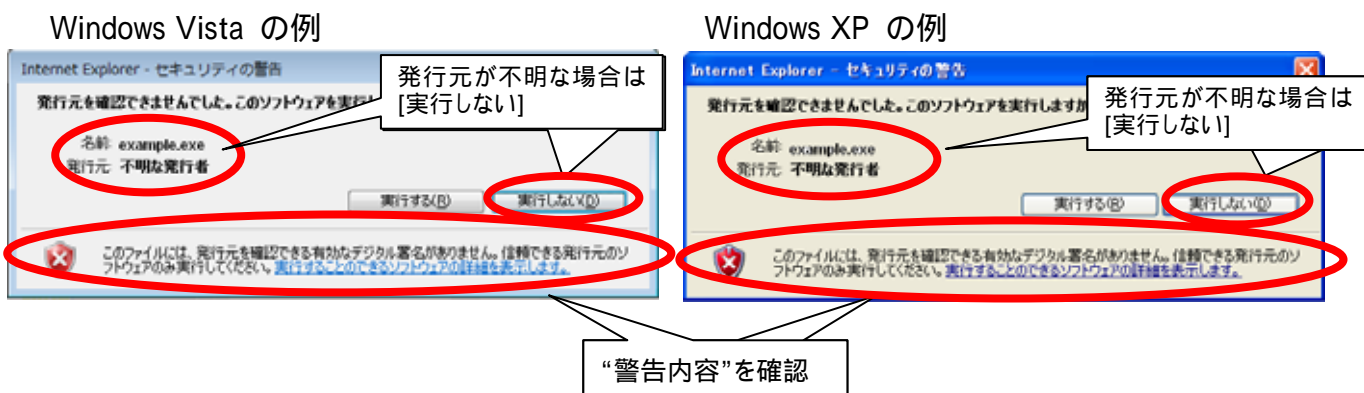 Windows Vista の例
Internet Explorer - セキュリティの警告
発行元が不明な場合は
[実行しない]
発行元を確認できませんでした。このソフトウェアを実行し
名前: example.exe
発行元: 不明な発行者
実行する(R)
実行しない(D)
このファイルには、発行元を確認できる有効なデジタル署名がありません。信頼できる発行元のソ
フトウェアのみ実行してください。実行することのできるソフトウェアの詳細を表示します。
Windows XP の例
Internet Explorer - セキュリティの警告
発行元が不明な場合は
[実行しない]
発行元を確認できませんでした。このソフトウェアを実行しますか
名前: example.exe
発行元: 不明な発行者
実行する(R)
実行しない(D)
このファイルには、発行元を確認できる有効なデジタル署名がありません。信頼できる発行元のソ
フトウェアのみ実行してください。実行することのできるソフトウェアの詳細を表示します。
“警告内容”を確認